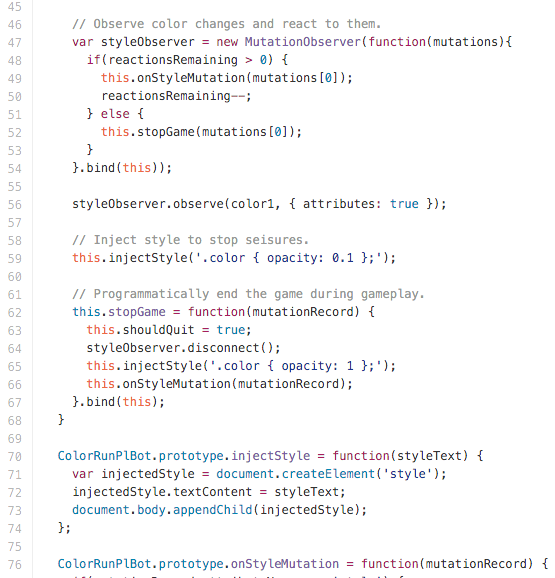 45
46 // Observe color changes and react to them.
47 var styleObserver = new MutationObserver(function(mutations){
48 if(reactionsRemaining > 0) {
49 this.onStyleMutation(mutations[0]);
50 reactionsRemaining--;
51 } else {
52 this.stopGame(mutations[0]);
53 }
54 }.bind(this));
55
56 styleObserver.observe(color1, { attributes: true });
57
58 // Inject style to stop seisures.
59 this.injectStyle('.color { opacity: 0.1 };');
60
61 // Programmatically end the game during gameplay.
62 this.stopGame = function(mutationRecord) {
63 this.shouldQuit = true;
64 styleObserver.disconnect();
65 this.injectStyle('.color { opacity: 1 };');
66 this.onStyleMutation(mutationRecord);
67 }.bind(this);
68 }
69
70 ColorRunPlBot.prototype.injectStyle = function(styleText) {
71 var injectedStyle = document.createElement('style');
72 injectedStyle.textContent = styleText;
73 document.body.appendChild(injectedStyle);
74 };
75
76 ColorRunPlBot.prototype.onStyleMutation = function(mutationRecord) {